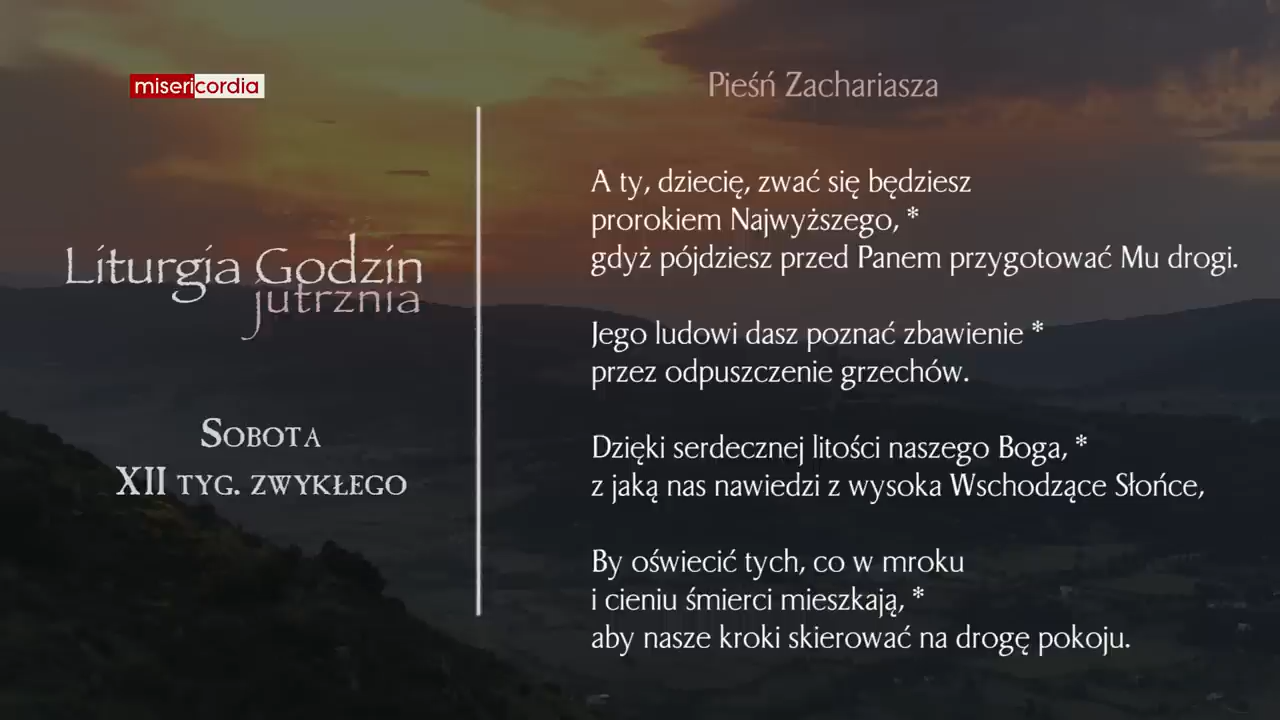 misericordia
Pieśń Zachariasza
Liturgia Godzin
jutrznia
Sobota
XII tyg. zwykłego
A ty, dziecię, zwać się będziesz
prorokiem Najwyższego, *
gdyż pójdziesz przed Panem przygotować Mu drogi.
Jego ludowi dasz poznać zbawienie *
przez odpuszczenie grzechów.
Dzięki serdecznej litości naszego Boga, *
z jaką nas nawiedzi z wysoka Wschodzące Słońce,
By oświecić tych, co w mroku
i cieniu śmierci mieszkają, *
aby nasze kroki skierować na drogę pokoju.